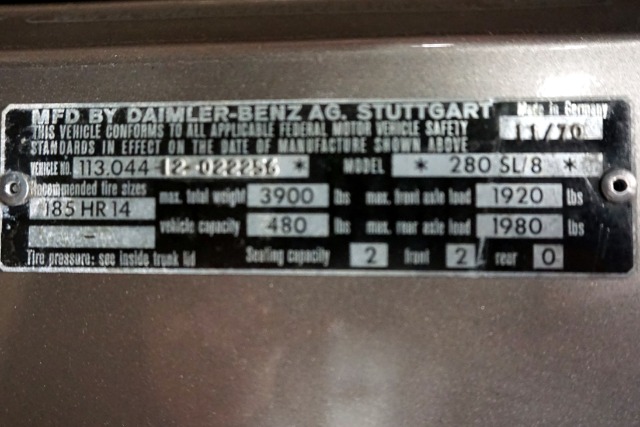 MFD BY DAIMLER-BENZ AG. STUTTGART Made in Germany
THIS VEHICLE CONFORMS TO ALL APPLICABLE FEDERAL MOTOR VEHICLE SAFETY 11/70
STANDARDS IN EFFECT ON THE DATE OF MANUFACTURE SHOWN ABOVE
VEHICLE NO. 113.044-12-022256 * MODEL * 280 SL/8 *
Recommended tire sizes max. total weight 3900 lbs max. front axle load 1920 lbs
185 HR 14 vehicle capacity 480 lbs max. rear axle load 1980 lbs
–
Tire pressure: see inside trunk lid Seating capacity 2 front 2 rear 0